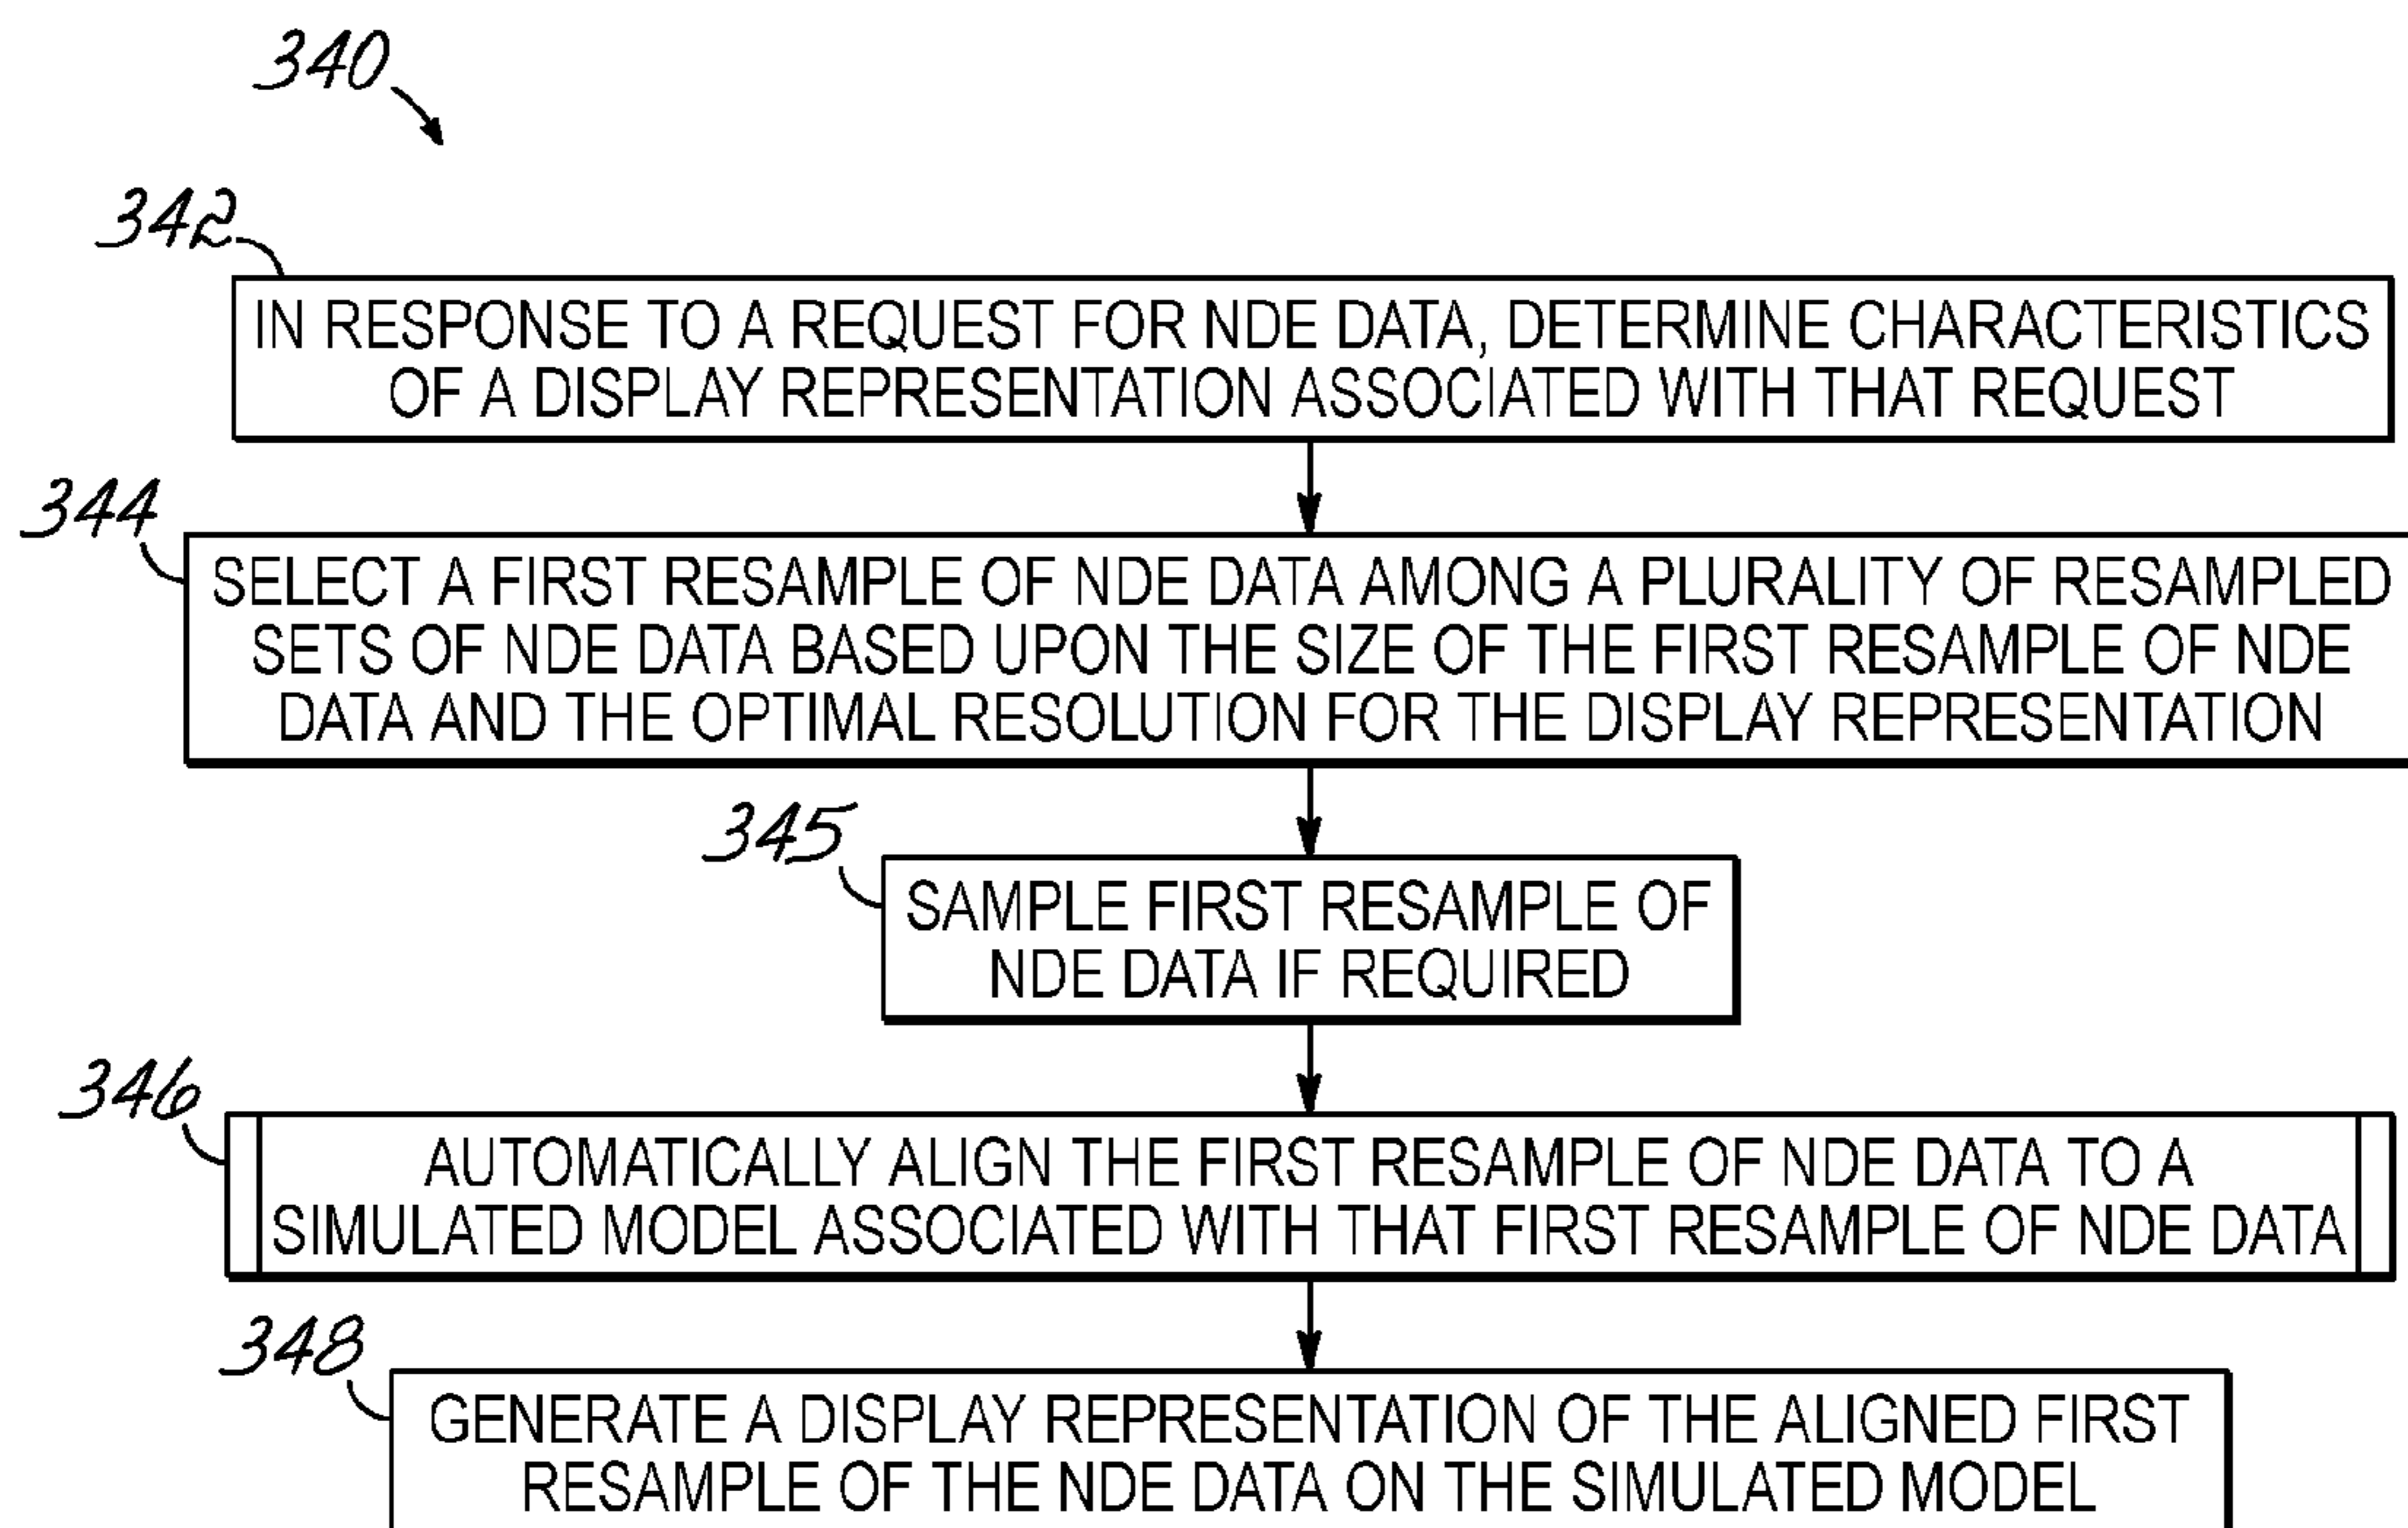 340
342
IN RESPONSE TO A REQUEST FOR NDE DATA, DETERMINE CHARACTERISTICS
OF A DISPLAY REPRESENTATION ASSOCIATED WITH THAT REQUEST
344
SELECT A FIRST RESAMPLE OF NDE DATA AMONG A PLURALITY OF RESAMPLED
SETS OF NDE DATA BASED UPON THE SIZE OF THE FIRST RESAMPLE OF NDE
DATA AND THE OPTIMAL RESOLUTION FOR THE DISPLAY REPRESENTATION
345
SAMPLE FIRST RESAMPLE OF
NDE DATA IF REQUIRED
346
AUTOMATICALLY ALIGN THE FIRST RESAMPLE OF NDE DATA TO A
SIMULATED MODEL ASSOCIATED WITH THAT FIRST RESAMPLE OF NDE DATA
348
GENERATE A DISPLAY REPRESENTATION OF THE ALIGNED FIRST
RESAMPLE OF THE NDE DATA ON THE SIMULATED MODEL